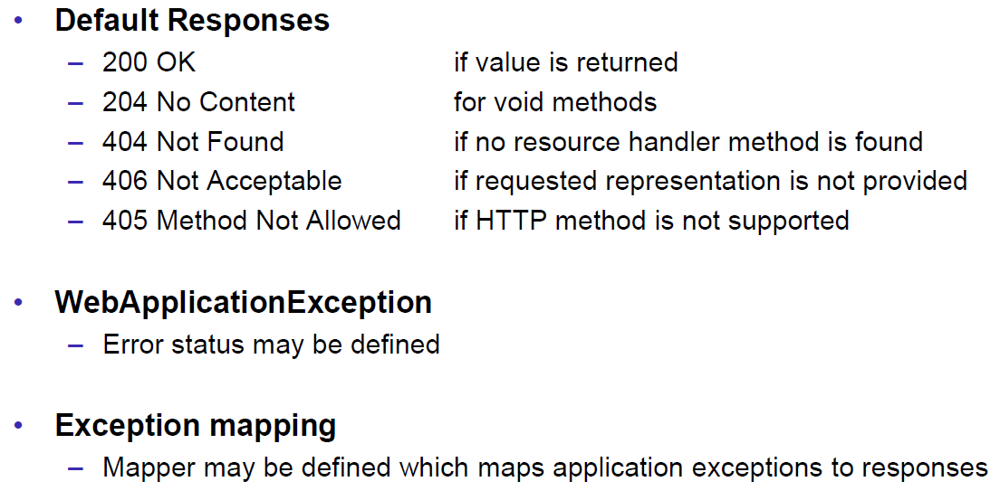 • Default Responses
– 200 OK if value is returned
– 204 No Content for void methods
– 404 Not Found if no resource handler method is found
– 406 Not Acceptable if requested representation is not provided
– 405 Method Not Allowed if HTTP method is not supported
• WebApplicationException
– Error status may be defined
• Exception mapping
– Mapper may be defined which maps application exceptions to responses